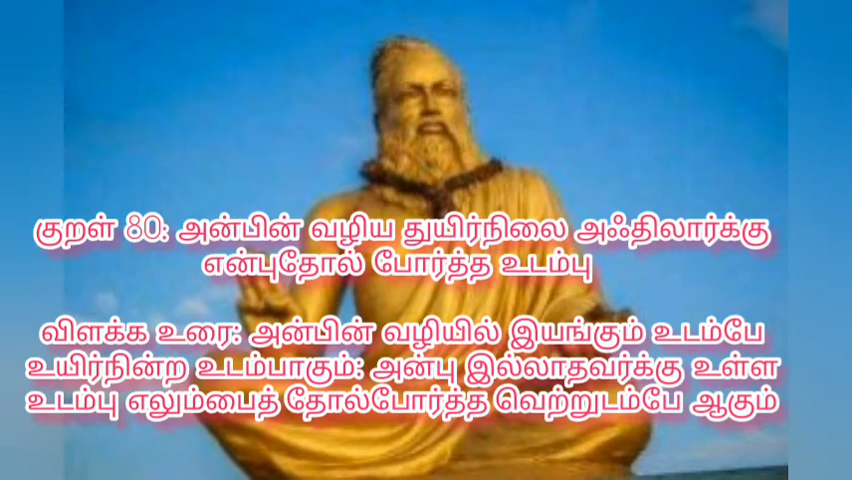 குறள் 80: அன்பின் வழிய துயிர்நிலை அஃதிலார்க்கு
என்புதோல் போர்த்த உடம்பு
விளக்க உரை: அன்பின் வழியில் இயங்கும் உடம்பே
உயிர்நின்ற உடம்பாகும்: அன்பு இல்லாதவர்க்கு உள்ள
உடம்பு எலும்பைத் தோல்போர்த்த வெற்றுடம்பே ஆகும்